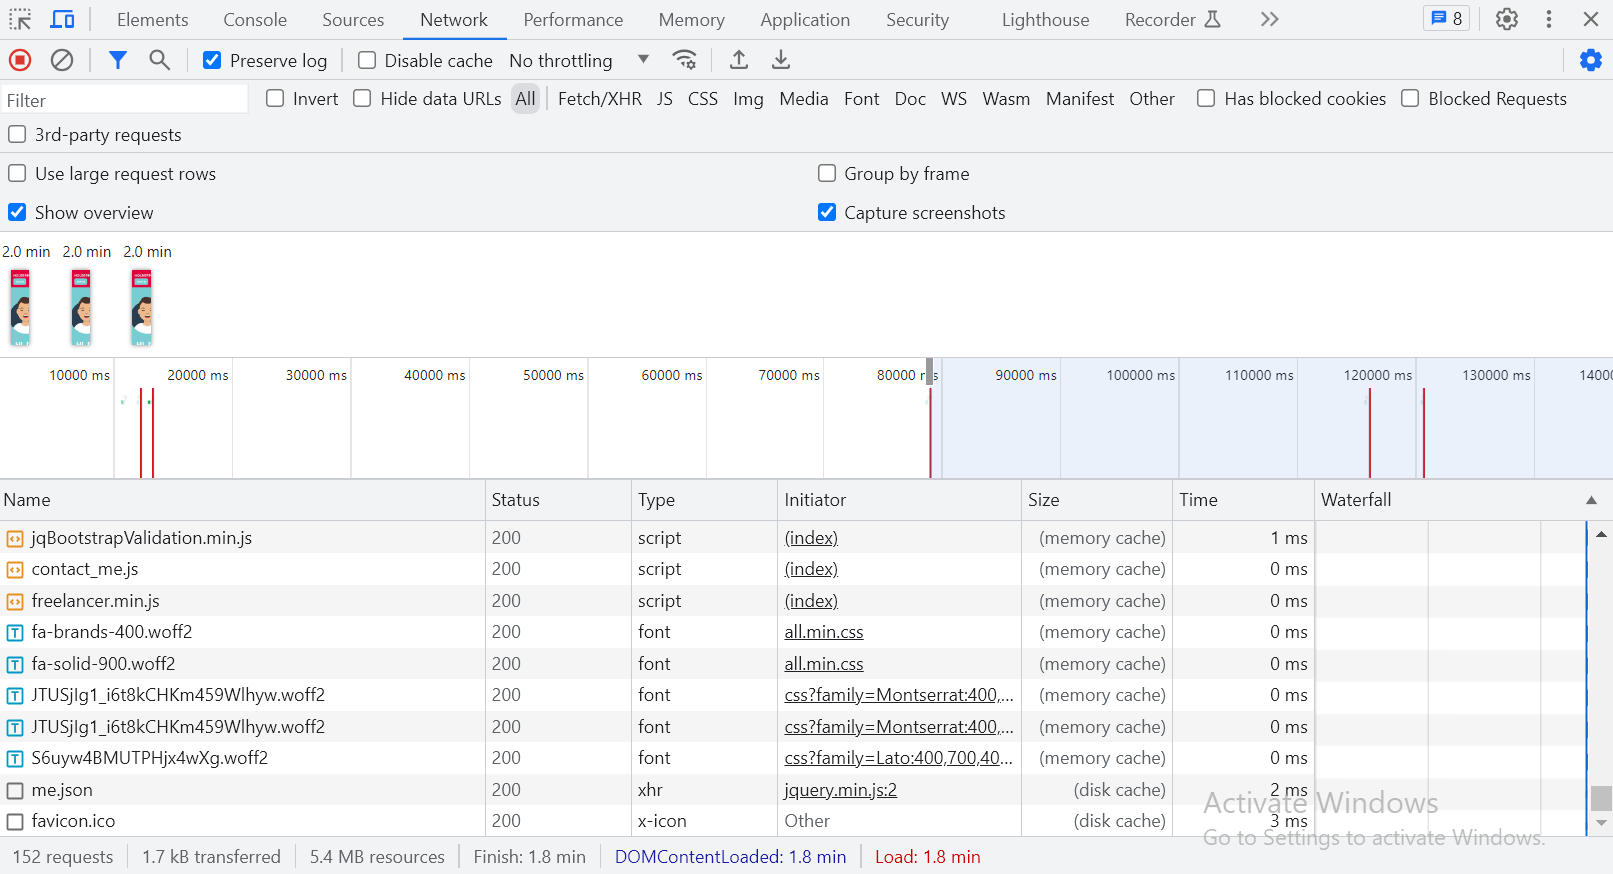 Elements Console Sources Network Performance Memory Application Security Lighthouse Recorder 8
Preserve log Disable cache No throttling
Filter Invert Hide data URLs All Fetch/XHR JS CSS Img Media Font Doc WS Wasm Manifest Other Has blocked cookies Blocked Requests
3rd-party requests
Use large request rows Group by frame
Show overview Capture screenshots
2.0 min 2.0 min 2.0 min
10000 ms 20000 ms 30000 ms 40000 ms 50000 ms 60000 ms 70000 ms 80000 ms 90000 ms 100000 ms 110000 ms 120000 ms 130000 ms 1400
Name Status Type Initiator Size Time Waterfall
jqBootstrapValidation.min.js 200 script (index) (memory cache) 1 ms
contact_me.js 200 script (index) (memory cache) 0 ms
freelancer.min.js 200 script (index) (memory cache) 0 ms
fa-brands-400.woff2 200 font all.min.css (memory cache) 0 ms
fa-solid-900.woff2 200 font all.min.css (memory cache) 0 ms
JTUSjIg1_i6t8kCHKm459Wlhyw.woff2 200 font css?family=Montserrat:400,... (memory cache) 0 ms
JTUSjIg1_i6t8kCHKm459Wlhyw.woff2 200 font css?family=Montserrat:400,... (memory cache) 0 ms
S6uyw4BMUTPHjx4wXg.woff2 200 font css?family=Lato:400,700,40... (memory cache) 0 ms
me.json 200 xhr jquery.min.js:2 (disk cache) 2 ms
favicon.ico 200 x-icon Other (disk cache) 3 ms
Activate Windows
Go to Settings to activate Windows.
152 requests 1.7 kB transferred 5.4 MB resources Finish: 1.8 min DOMContentLoaded: 1.8 min Load: 1.8 min